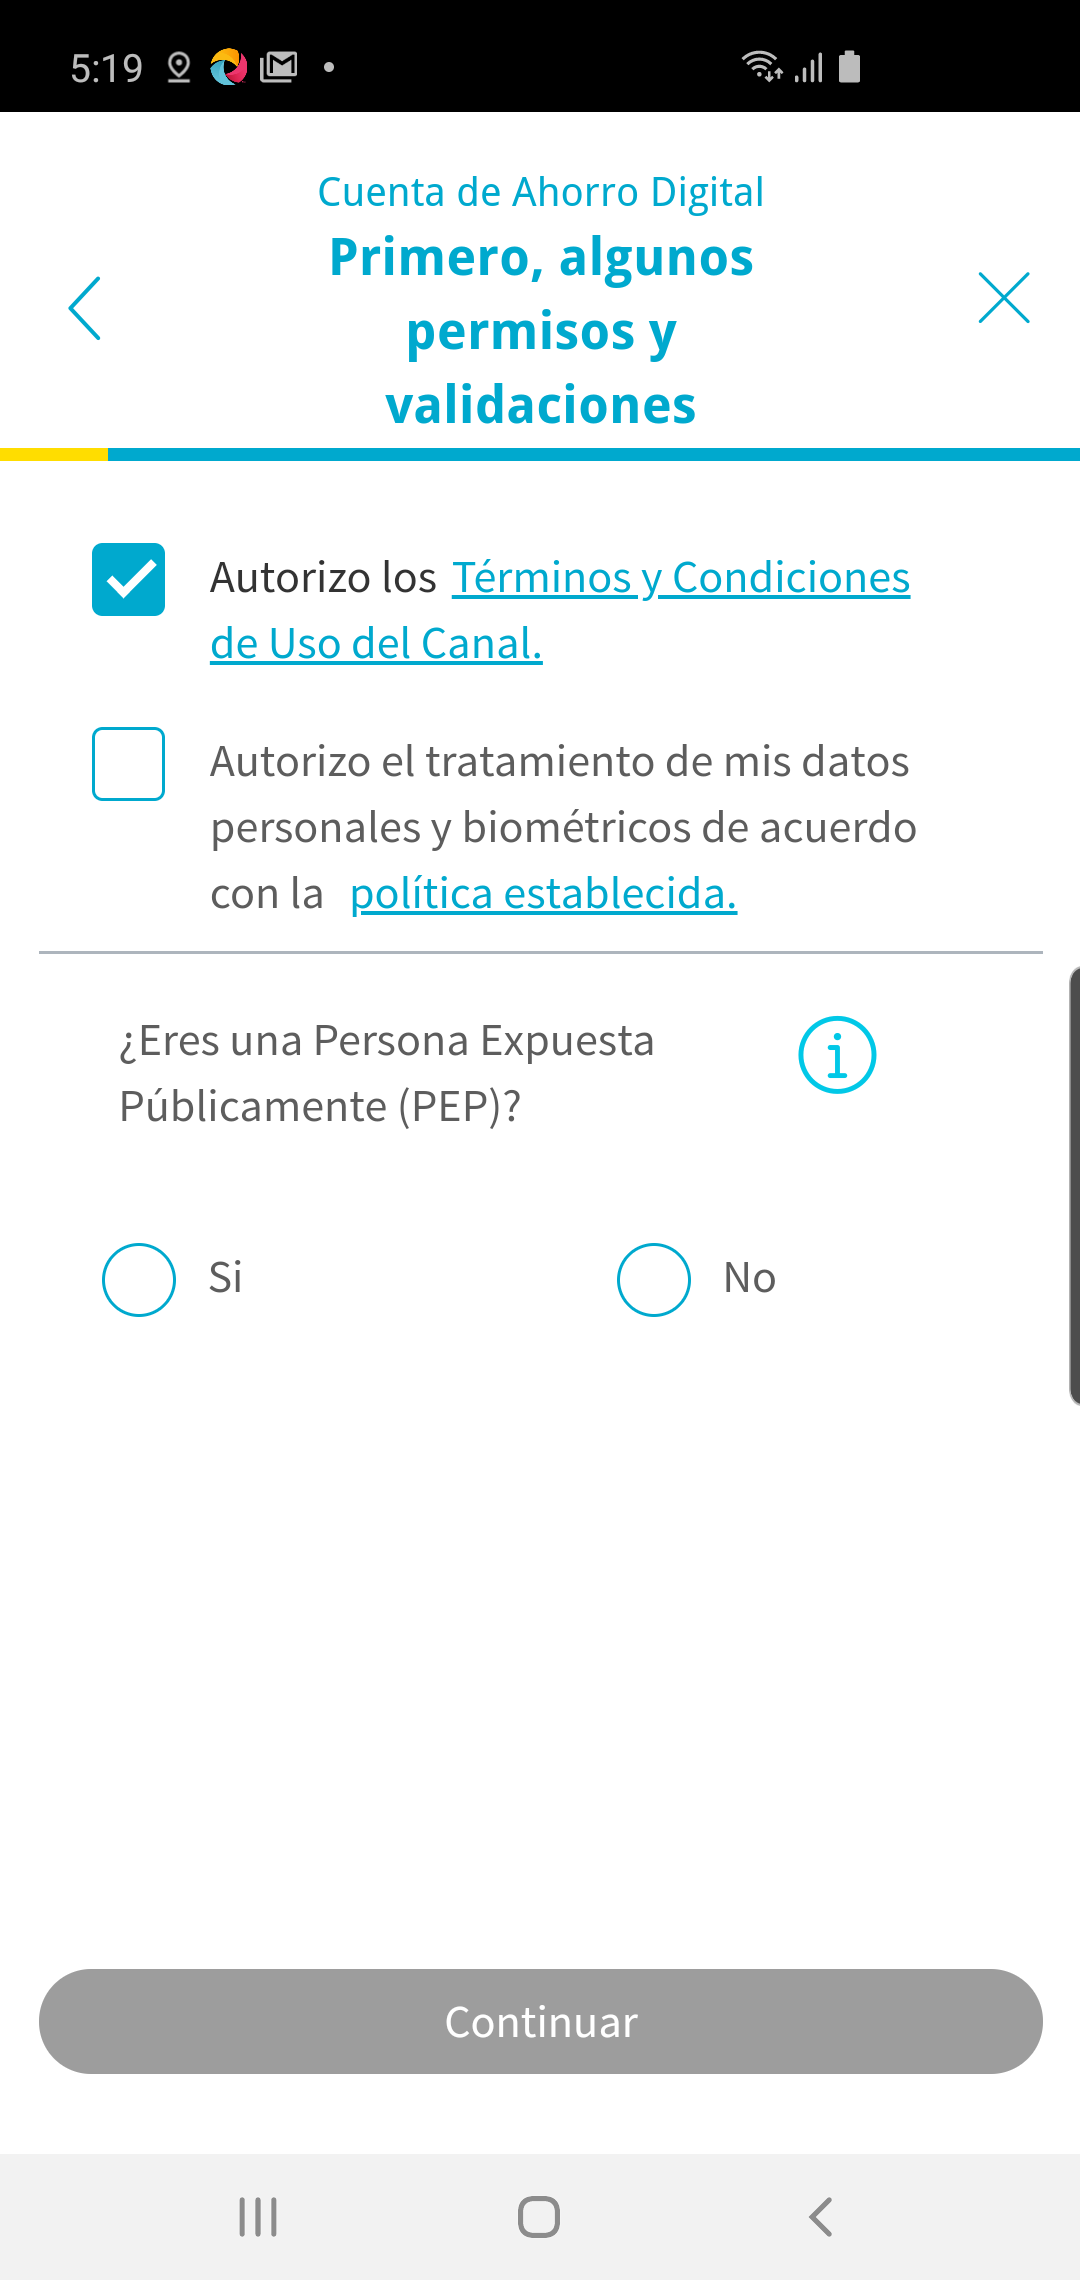 5:19
Cuenta de Ahorro Digital
Primero, algunos
permisos y
validaciones
Autorizo los Términos y Condiciones
de Uso del Canal.
Autorizo el tratamiento de mis datos
personales y biométricos de acuerdo
con la política establecida.
¿Eres una Persona Expuesta
Públicamente (PEP)?
Si
No
Continuar